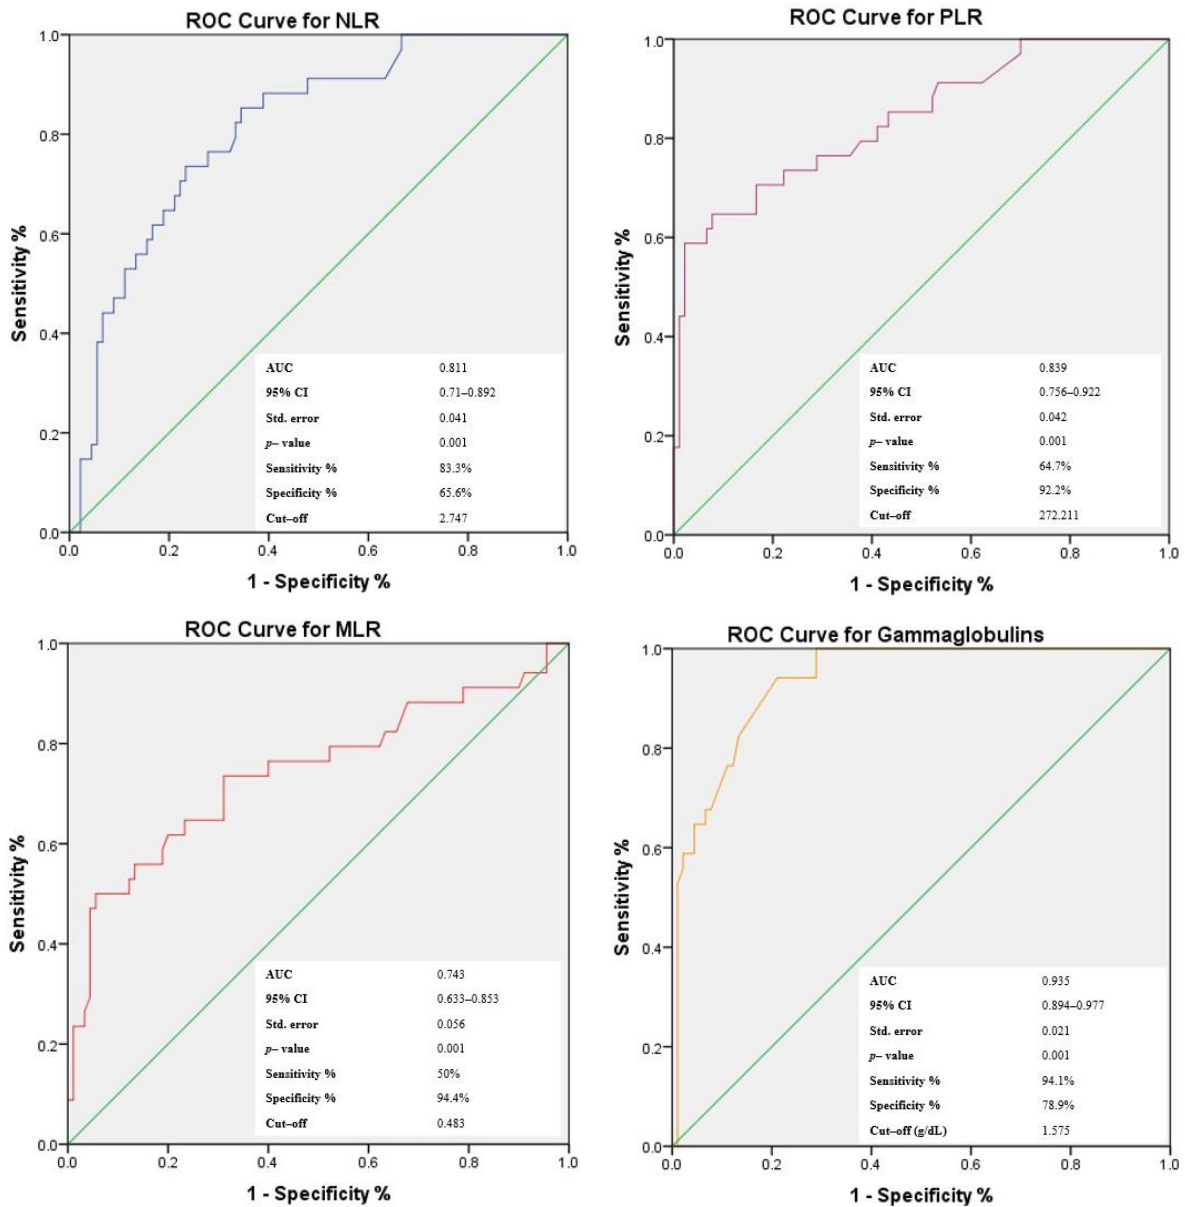 ROC Curve for NLR
1.0
0.8
0.6
0.4
0.2
0.0
Sensitivity %
AUC 0.811
95% CI 0.71–0.892
Std. error 0.041
p– value 0.001
Sensitivity % 83.3%
Specificity % 65.6%
Cut–off 2.747
0.0 0.2 0.4 0.6 0.8 1.0
1 - Specificity %
ROC Curve for PLR
1.0
0.8
0.6
0.4
0.2
0.0
Sensitivity %
AUC 0.839
95% CI 0.756–0.922
Std. error 0.042
p– value 0.001
Sensitivity % 64.7%
Specificity % 92.2%
Cut–off 272.211
0.0 0.2 0.4 0.6 0.8 1.0
1 - Specificity %
ROC Curve for MLR
1.0
0.8
0.6
0.4
0.2
0.0
Sensitivity %
AUC 0.743
95% CI 0.633–0.853
Std. error 0.056
p– value 0.001
Sensitivity % 50%
Specificity % 94.4%
Cut–off 0.483
0.0 0.2 0.4 0.6 0.8 1.0
1 - Specificity %
ROC Curve for Gammaglobulins
1.0
0.8
0.6
0.4
0.2
0.0
Sensitivity %
AUC 0.935
95% CI 0.894–0.977
Std. error 0.021
p– value 0.001
Sensitivity % 94.1%
Specificity % 78.9%
Cut–off (g/dL) 1.575
0.0 0.2 0.4 0.6 0.8 1.0
1 - Specificity %